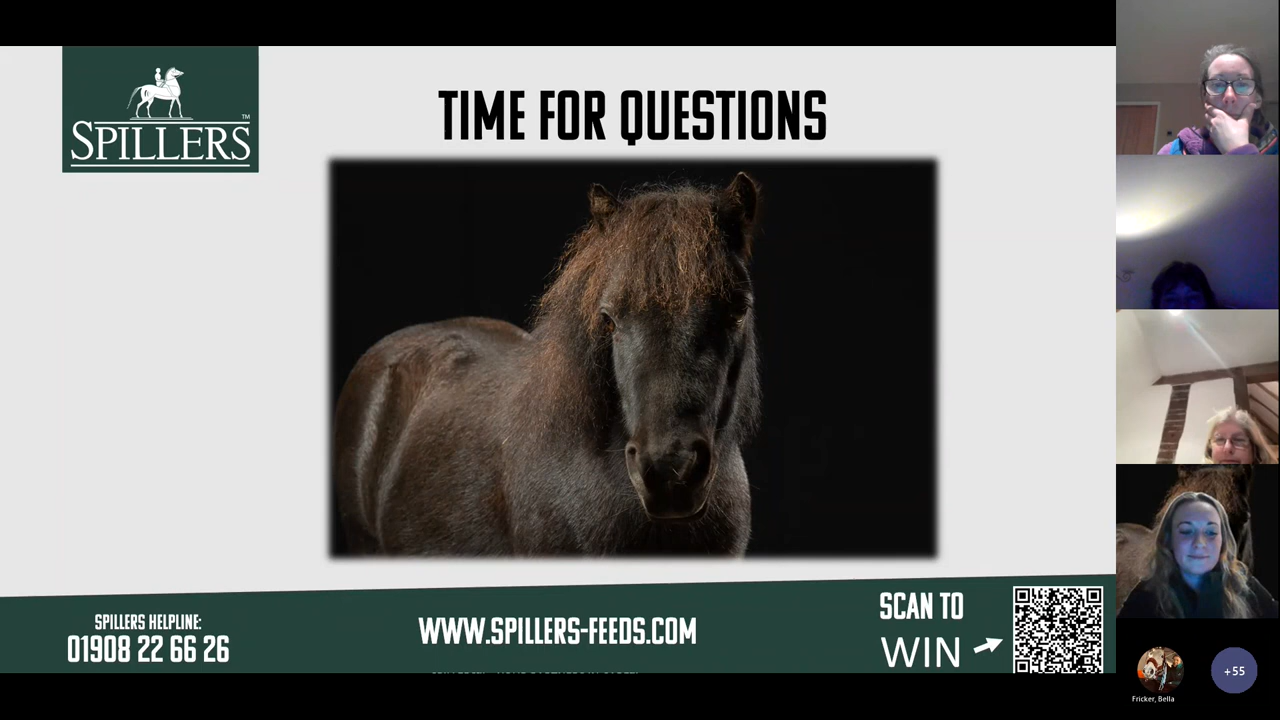 SPILLERS
TM
TIME FOR QUESTIONS
SPILLERS HELPLINE:
01908 22 66 26
WWW.SPILLERS-FEEDS.COM
SCAN TO
WIN
Fricker, Bella
+55